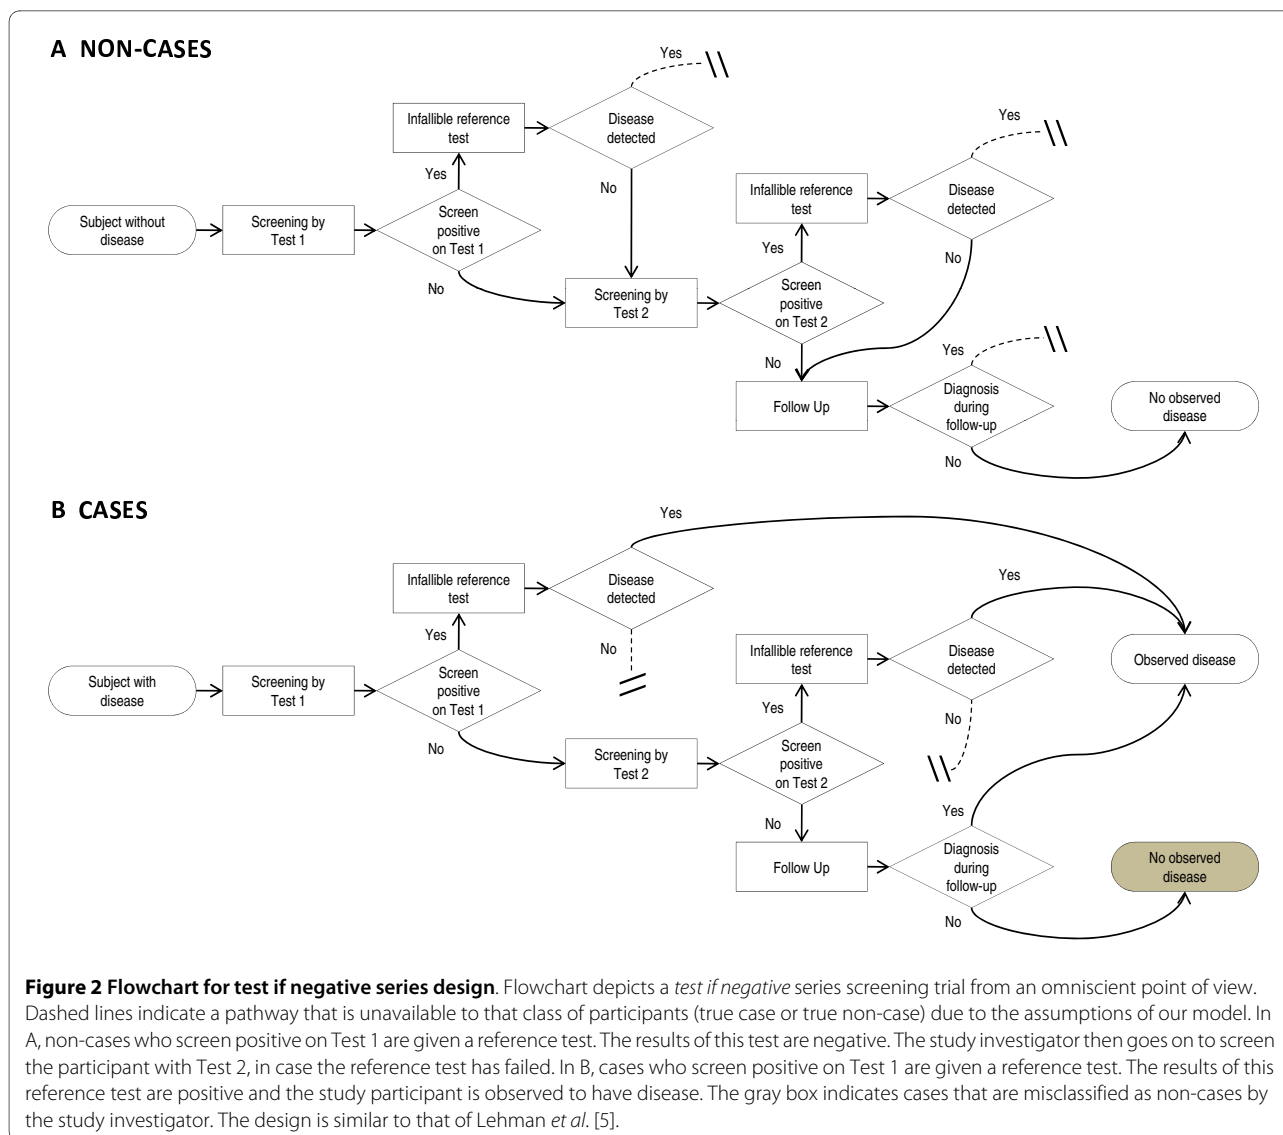 A NON-CASES
Yes
Infallible reference
test
Disease
detected
Yes
Yes
No
Infallible reference
test
Disease
detected
Subject without
disease
Screening by
Test 1
Screen
positive
on Test 1
Yes
No
No
Screening by
Test 2
Screen
positive
on Test 2
No
Yes
Follow Up
Diagnosis
during
follow-up
No observed
disease
No
B CASES
Yes
Infallible reference
test
Disease
detected
Yes
Yes
No
Infallible reference
test
Disease
detected
Observed disease
Subject with
disease
Screening by
Test 1
Screen
positive
on Test 1
Yes
No
No
Screening by
Test 2
Screen
positive
on Test 2
No
Yes
Follow Up
Diagnosis
during
follow-up
No observed
disease
No
Figure 2 Flowchart for test if negative series design. Flowchart depicts a test if negative series screening trial from an omniscient point of view.
Dashed lines indicate a pathway that is unavailable to that class of participants (true case or true non-case) due to the assumptions of our model. In
A, non-cases who screen positive on Test 1 are given a reference test. The results of this test are negative. The study investigator then goes on to screen
the participant with Test 2, in case the reference test has failed. In B, cases who screen positive on Test 1 are given a reference test. The results of this
reference test are positive and the study participant is observed to have disease. The gray box indicates cases that are misclassified as non-cases by
the study investigator. The design is similar to that of Lehman et al. [5].